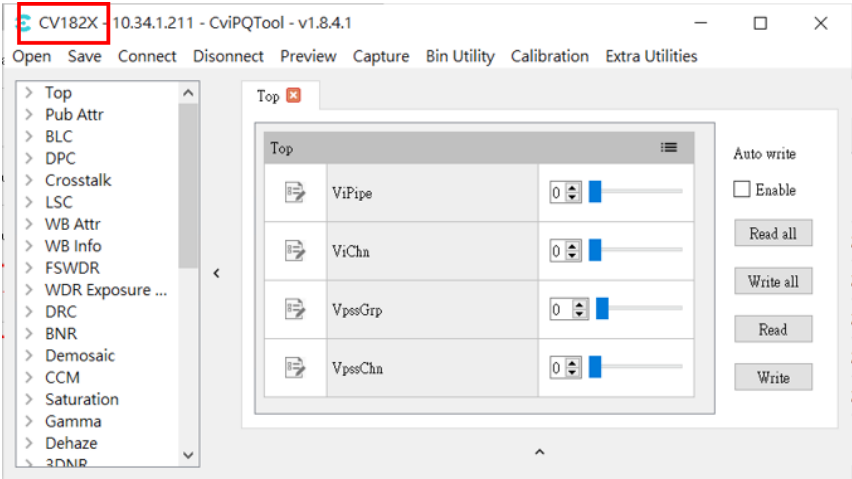 CV182X - 10.34.1.211 - CviPQTool - v1.8.4.1
Open Save Connect Disonnect Preview Capture Bin Utility Calibration Extra Utilities
Top
Pub Attr
BLC
DPC
Crosstalk
LSC
WB Attr
WB Info
FSWDR
WDR Exposure ...
DRC
BNR
Demosaic
CCM
Saturation
Gamma
Dehaze
3DNR
Top
Top
ViPipe 0
ViChn 0
VpssGrp 0
VpssChn 0
Auto write
Enable
Read all
Write all
Read
Write